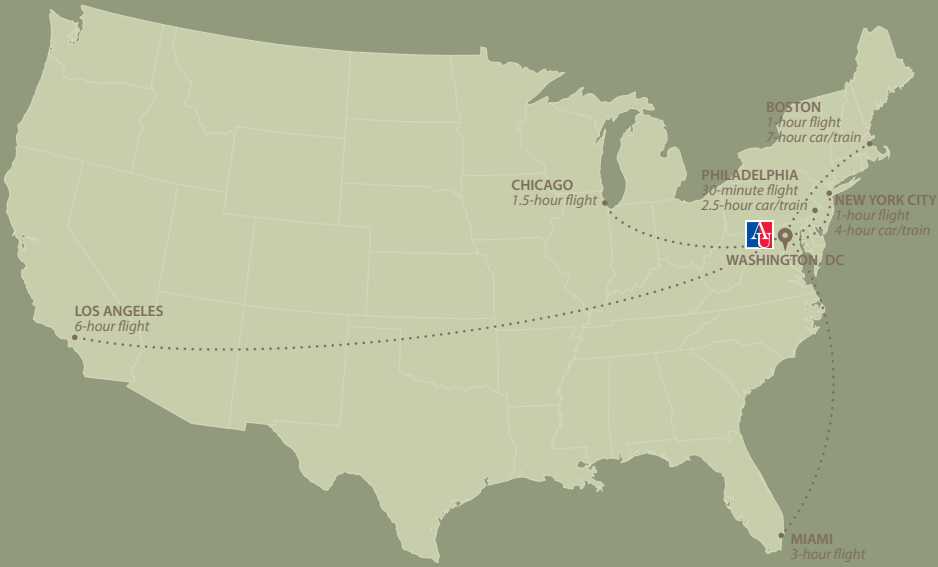 BOSTON
1-hour flight
7-hour car/train
PHILADELPHIA
30-minute flight
2.5-hour car/train
CHICAGO
1.5-hour flight
NEW YORK CITY
1-hour flight
4-hour car/train
AU
WASHINGTON, DC
LOS ANGELES
6-hour flight
MIAMI
3-hour flight